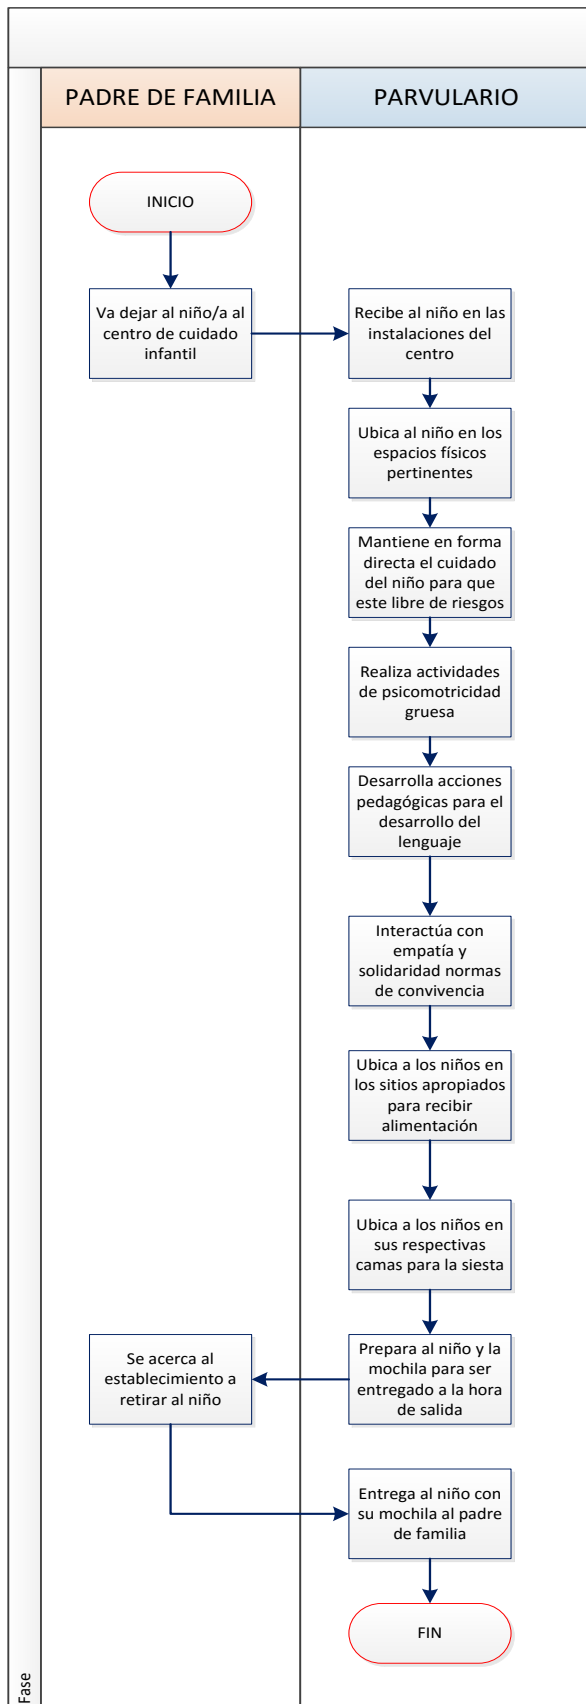 PADRE DE FAMILIA
PARVULARIO
INICIO
Va dejar al niño/a al
centro de cuidado
infantil
Recibe al niño en las
instalaciones del
centro
Ubica al niño en los
espacios físicos
pertinentes
Mantiene en forma
directa el cuidado
del niño para que
este libre de riesgos
Realiza actividades
de psicomotricidad
gruesa
Desarrolla acciones
pedagógicas para el
desarrollo del
lenguaje
Interactúa con
empatía y
solidaridad normas
de convivencia
Ubica a los niños en
los sitios apropiados
para recibir
alimentación
Ubica a los niños en
sus respectivas
camas para la siesta
Prepara al niño y la
mochila para ser
entregado a la hora
de salida
Se acerca al
establecimiento a
retirar al niño
Entrega al niño con
su mochila al padre
de familia
FIN
Fase